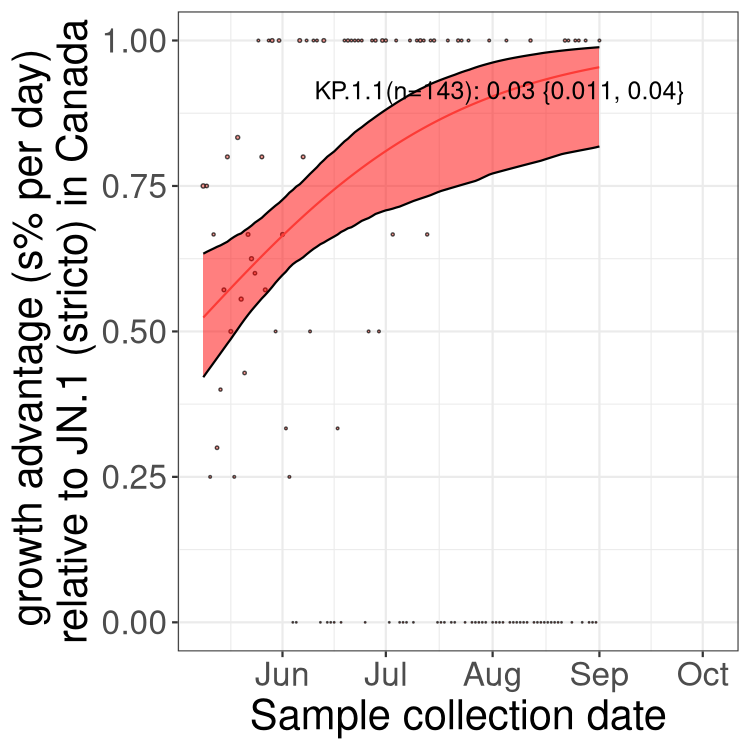 growth advantage (s% per day)
relative to JN.1 (stricto) in Canada
1.00
0.75
0.50
0.25
0.00
KP.1.1(n=143): 0.03 {0.011, 0.04}
Jun Jul Aug Sep Oct
Sample collection date